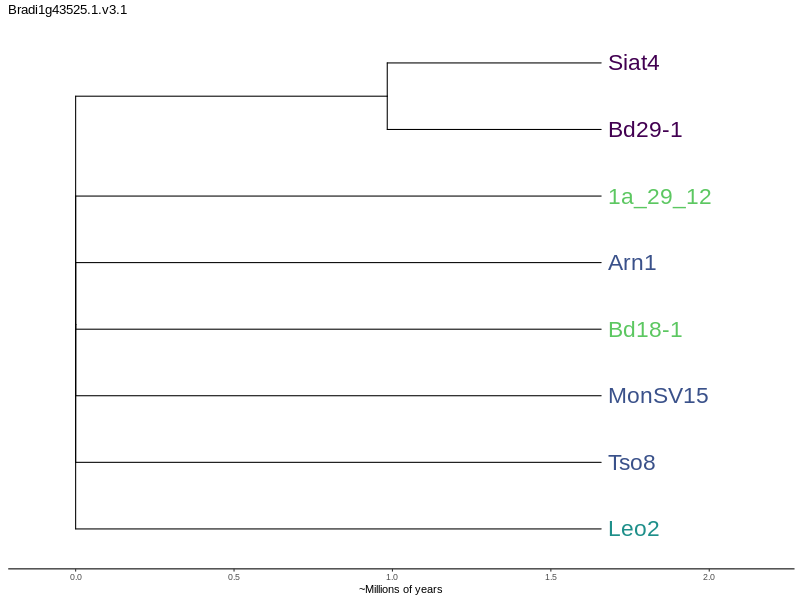 Bradi1g43525.1.v3.1
Siat4
Bd29-1
1a_29_12
Arn1
Bd18-1
MonSV15
Tso8
Leo2
0.0 0.5 1.0 1.5 2.0
~Millions of years